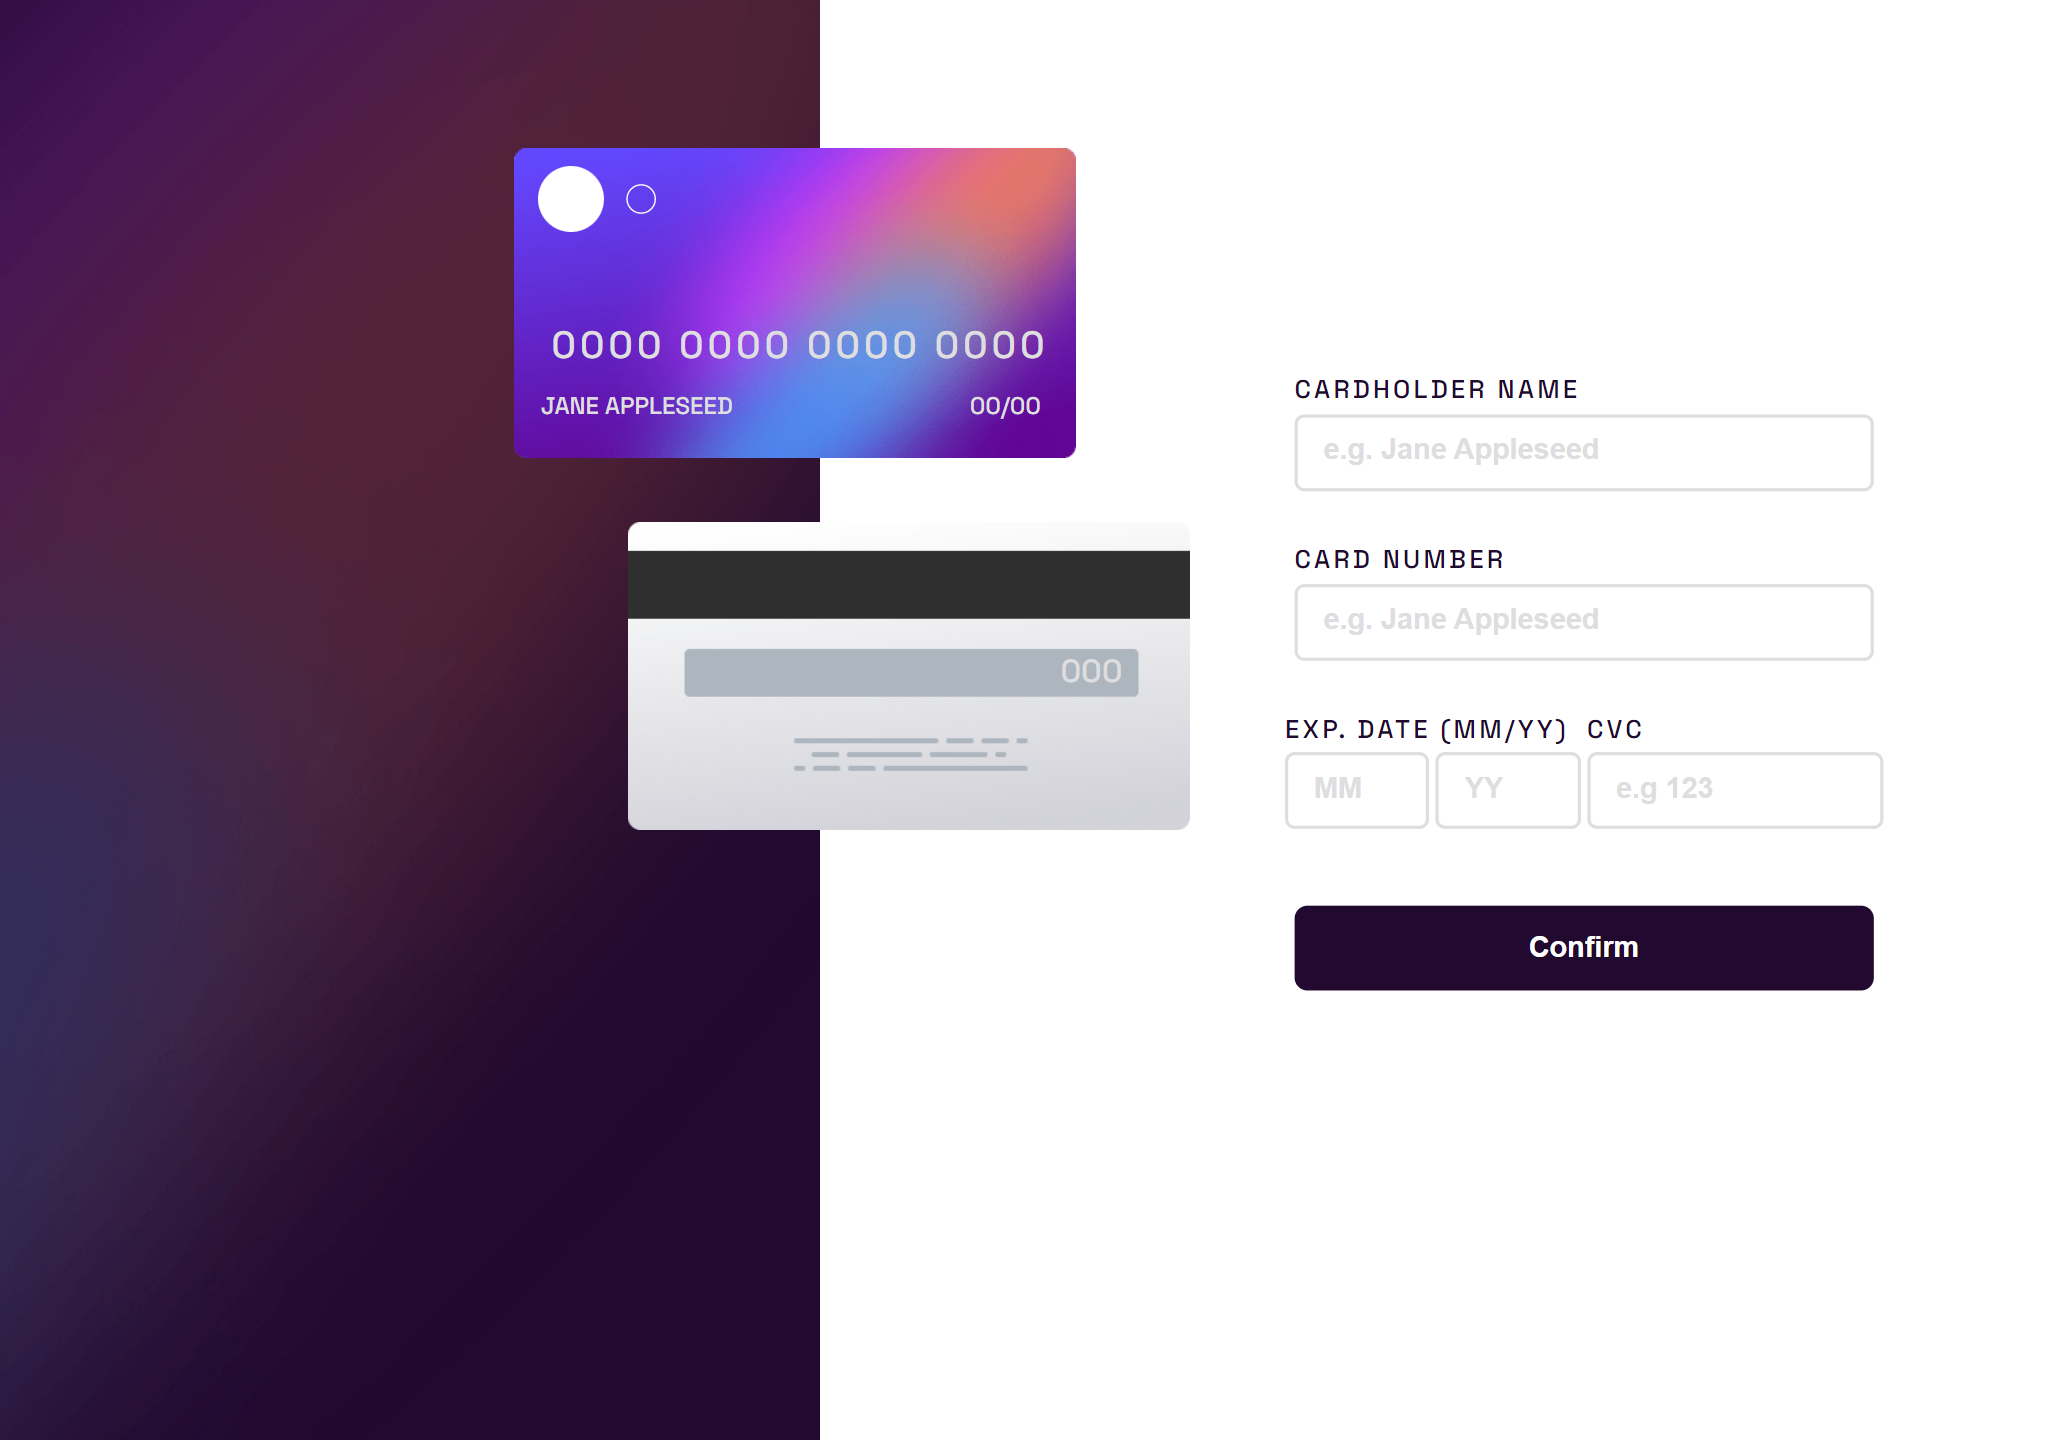 0000 0000 0000 0000
JANE APPLESEED 00/00
000
CARDHOLDER NAME
e.g. Jane Appleseed
CARD NUMBER
e.g. Jane Appleseed
EXP. DATE (MM/YY) CVC
MM YY e.g 123
Confirm